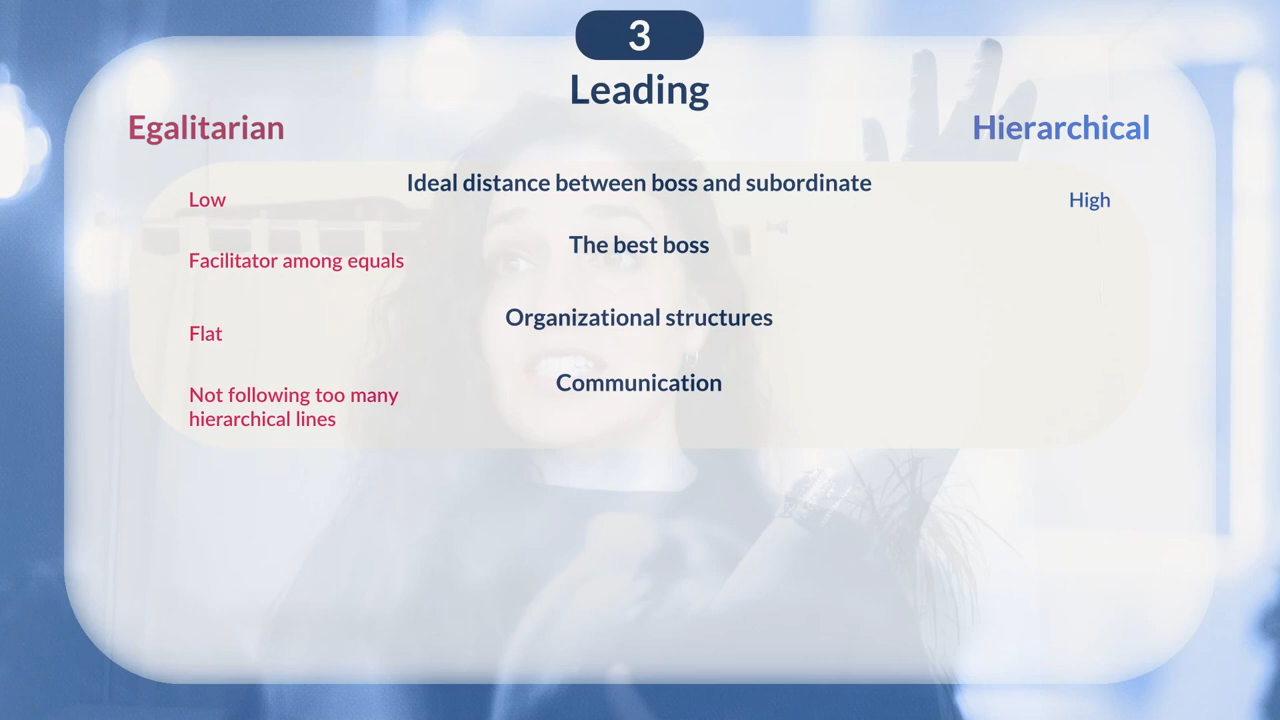 3
Leading
Egalitarian
Hierarchical
Ideal distance between boss and subordinate
Low
High
The best boss
Facilitator among equals
Organizational structures
Flat
Communication
Not following too many
hierarchical lines